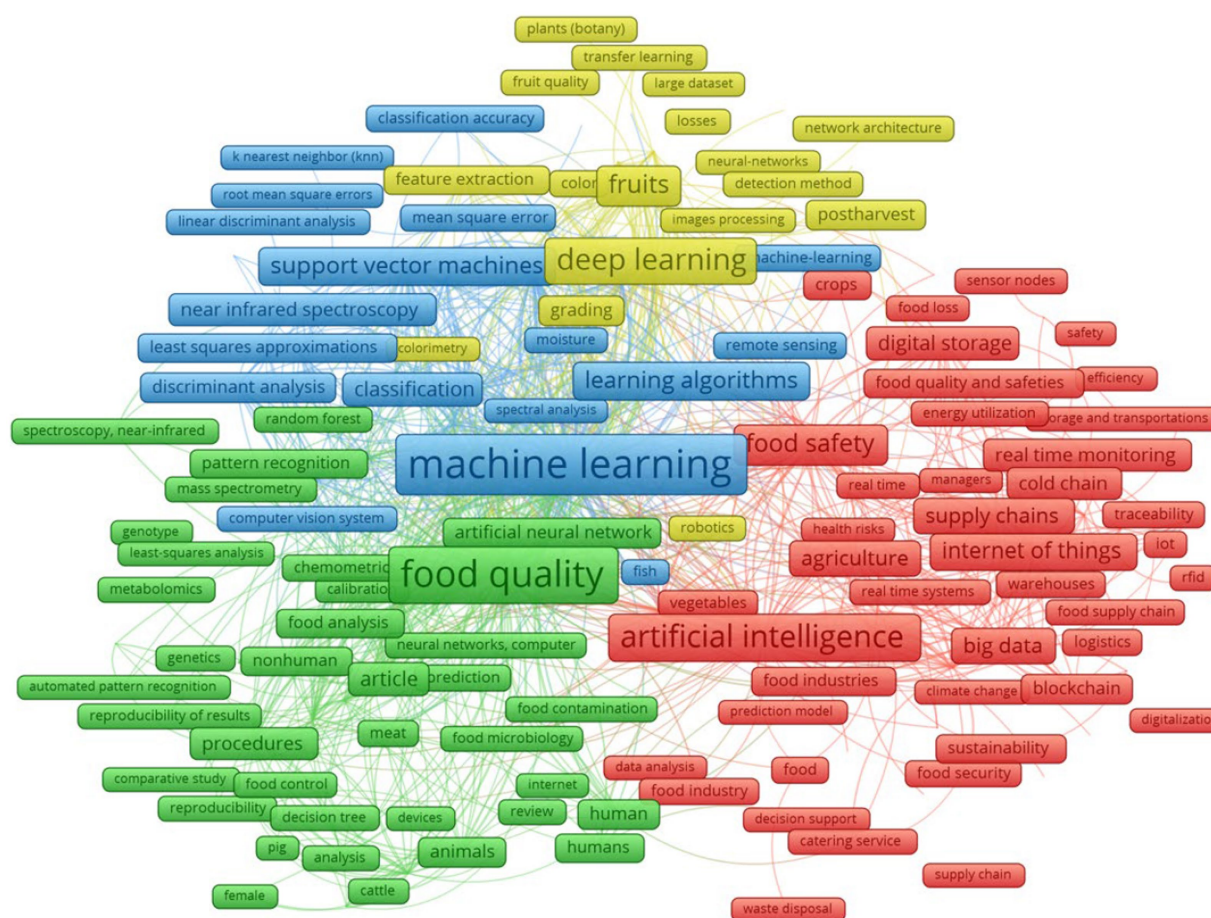 plants (botany)
transfer learning
fruit quality
large dataset
classification accuracy
losses
network architecture
k nearest neighbor (knn)
neural-networks
feature extraction
color
fruits
detection method
root mean square errors
linear discriminant analysis
mean square error
images processing
postharvest
support vector machines
deep learning
machine-learning
crops
sensor nodes
near infrared spectroscopy
grading
food loss
safety
least squares approximations
colorimetry
moisture
remote sensing
digital storage
discriminant analysis
classification
learning algorithms
food quality and safeties
efficiency
spectral analysis
energy utilization
storage and transportations
random forest
spectroscopy, near-infrared
machine learning
food safety
pattern recognition
real time monitoring
mass spectrometry
real time
managers
cold chain
computer vision system
supply chains
traceability
genotype
artificial neural network
robotics
health risks
least-squares analysis
agriculture
internet of things
iot
chemometric
food quality
fish
metabolomics
calibratio
real time systems
warehouses
rfid
vegetables
food supply chain
food analysis
artificial intelligence
neural networks, computer
big data
logistics
genetics
nonhuman
article
prediction
food industries
automated pattern recognition
climate change
blockchain
food contamination
reproducibility of results
prediction model
digitalizatio
procedures
meat
food microbiology
sustainability
data analysis
food
food security
comparative study
food control
internet
food industry
reproducibility
decision tree
devices
review
human
decision support
catering service
pig
analysis
animals
humans
supply chain
female
cattle
waste disposal